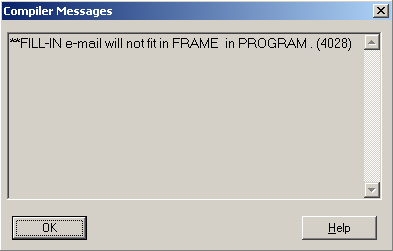 Compiler Messages
**FILL-IN e-mail will not fit in FRAME  in PROGRAM . (4028)
OK
Help